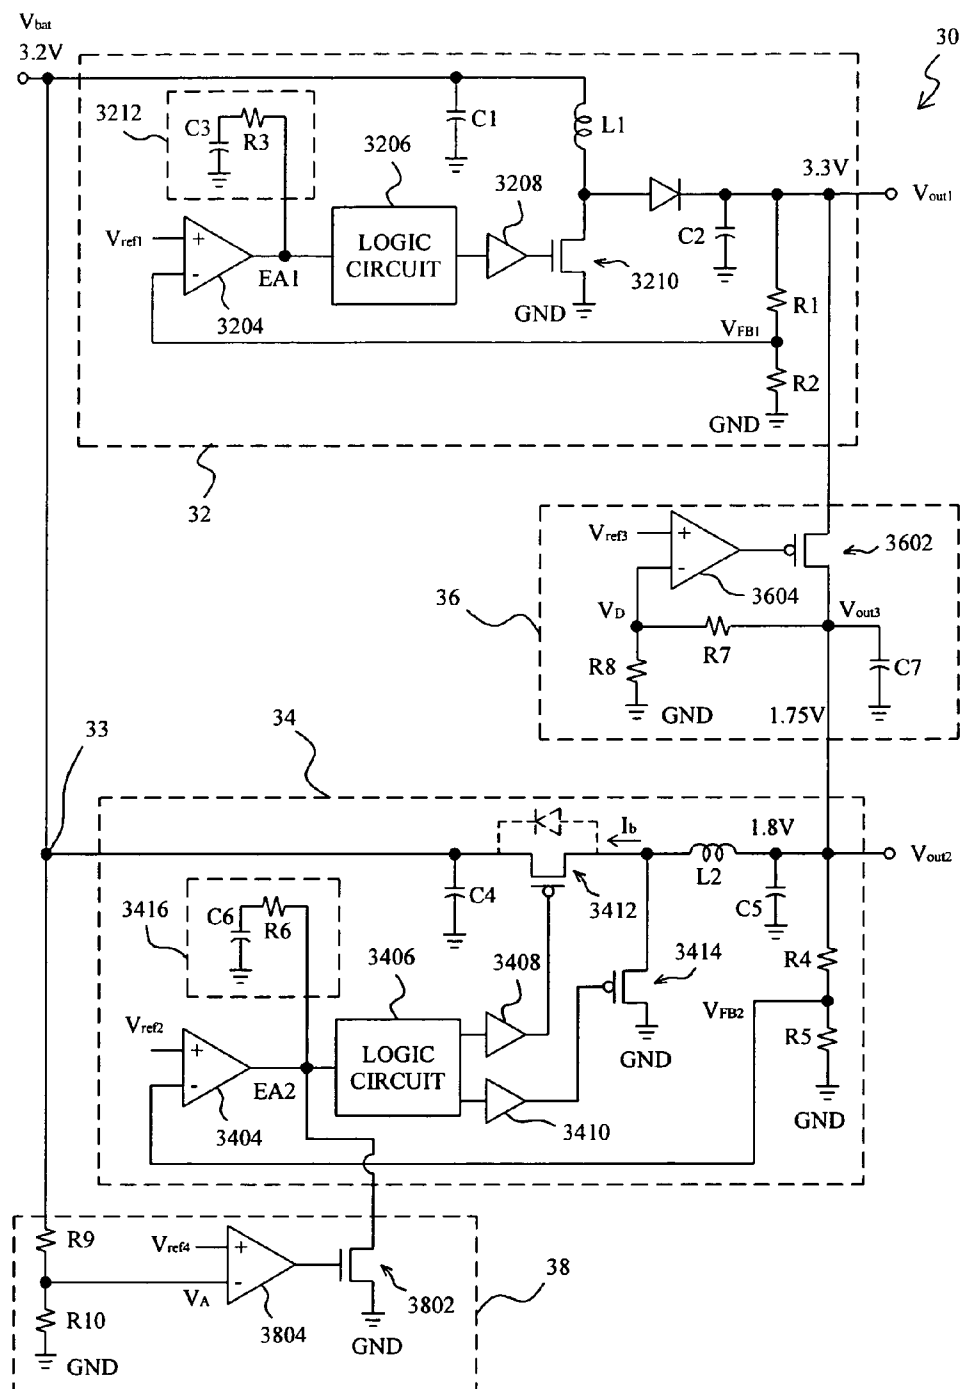 Vbat
3.2V
30
3212
C3
R3
C1
L1
3206
3208
3.3V
Vout1
Vref1
+
-
EA1
LOGIC
CIRCUIT
C2
3210
GND
R1
3204
VFB1
R2
GND
32
Vref3
+
-
3602
3604
36
VD
Vout3
R7
R8
C7
GND
1.75V
33
34
Ib
1.8V
Vout2
L2
C4
3412
C5
3416
C6
R6
3406
3408
3414
R4
VFB2
Vref2
+
-
LOGIC
CIRCUIT
GND
R5
EA2
3404
3410
GND
R9
Vref4
+
-
38
VA
R10
3802
3804
GND
GND